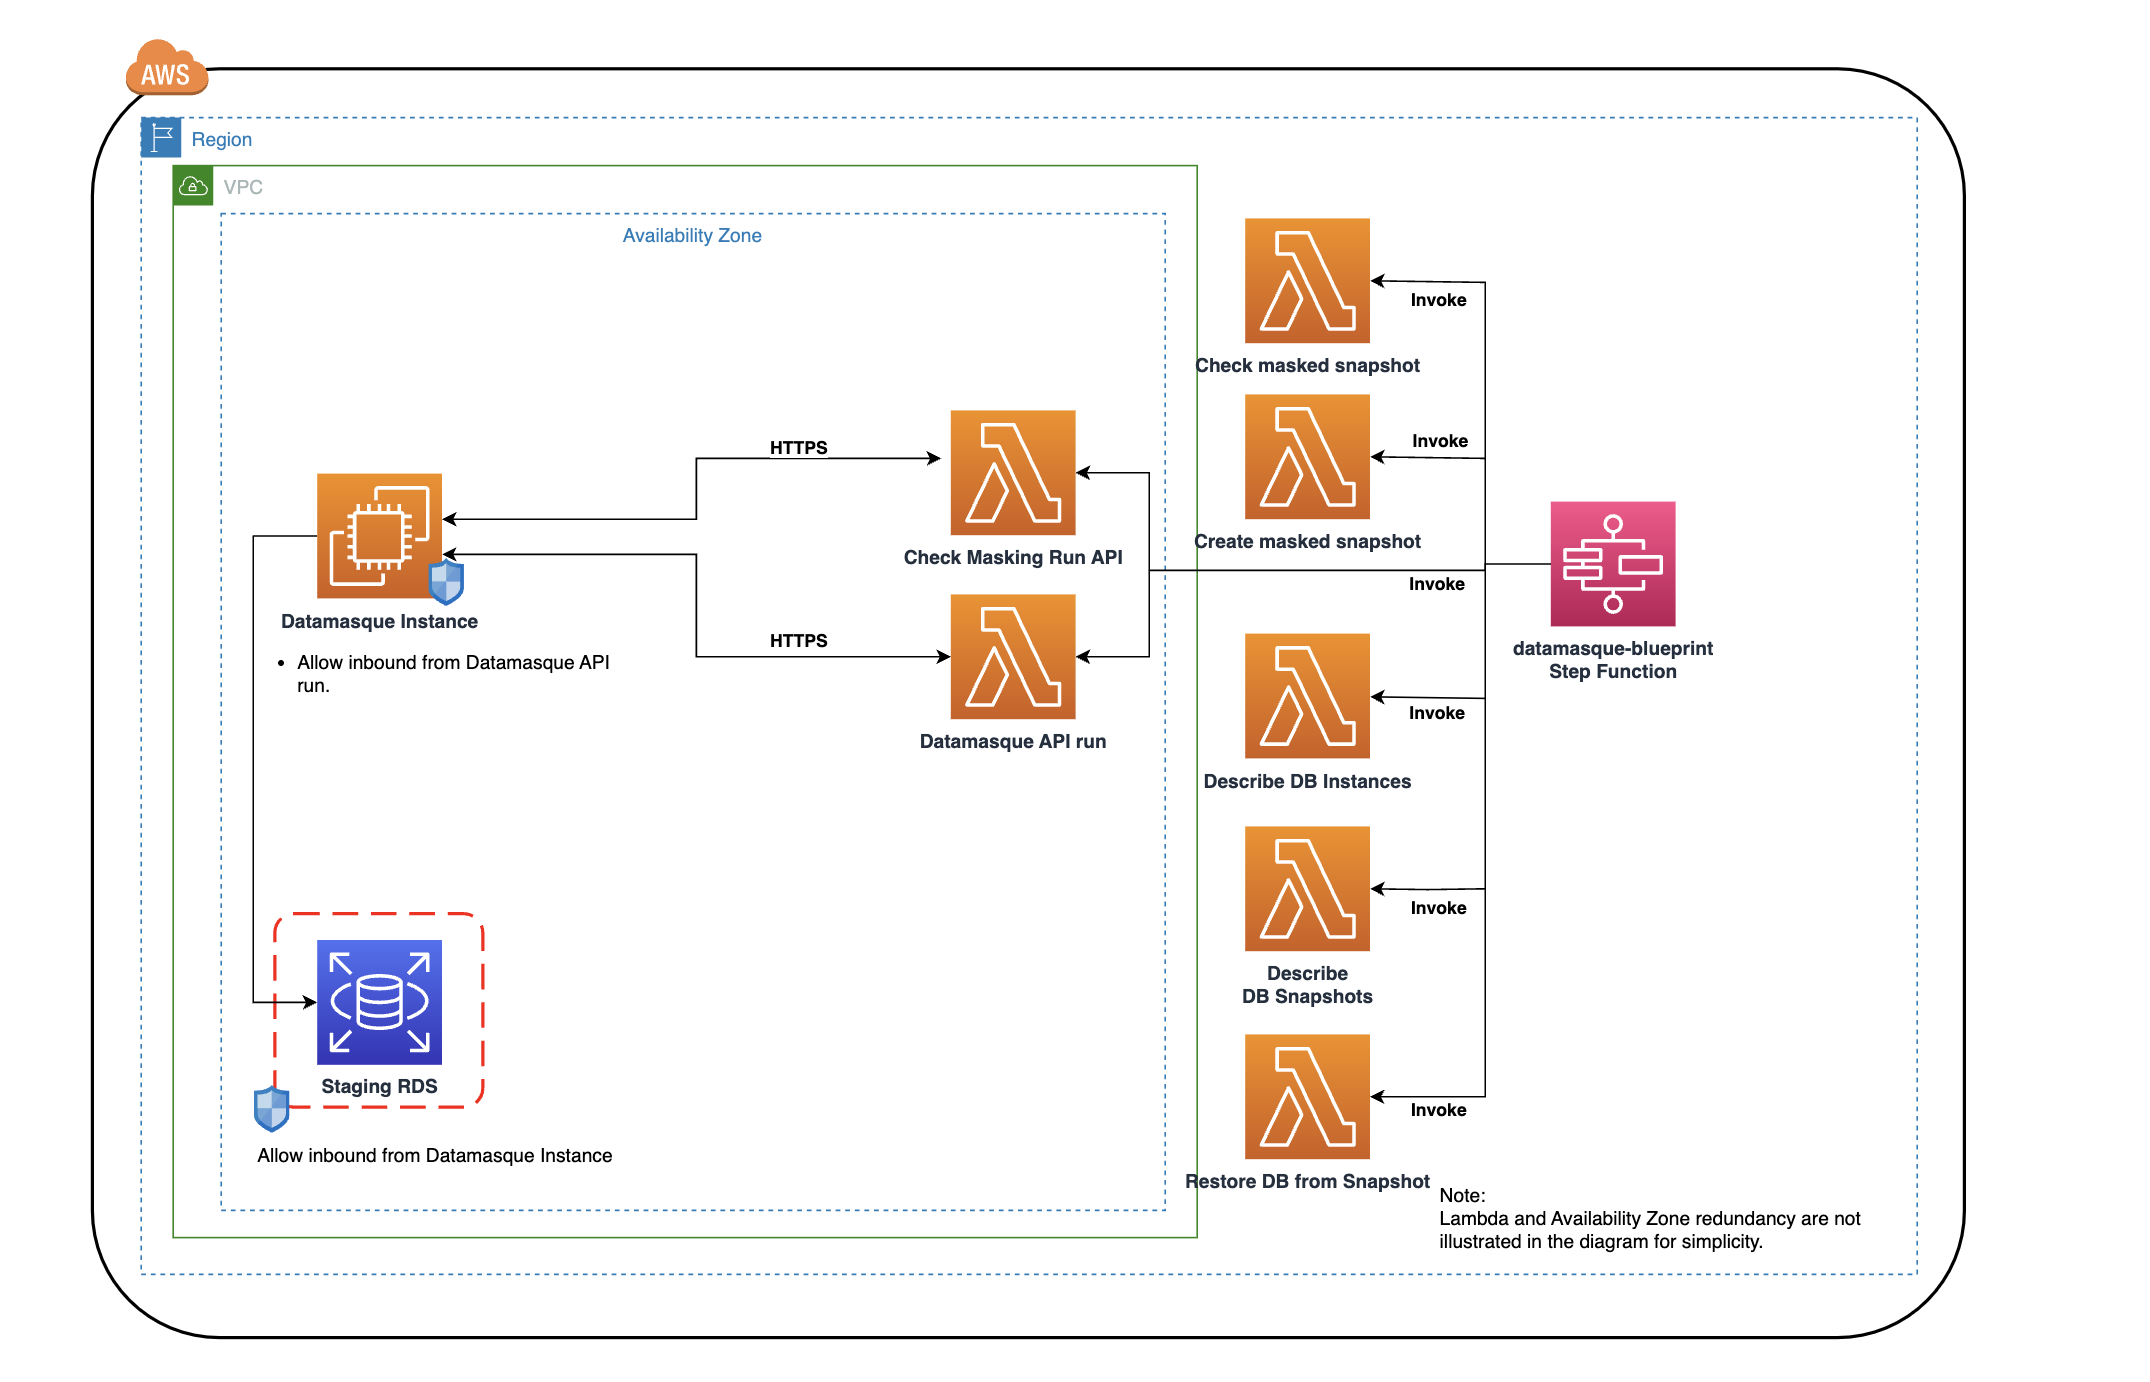 AWS
Region
VPC
Availability Zone
Invoke
Check masked snapshot
HTTPS
Invoke
Create masked snapshot
Check Masking Run API
Invoke
Datamasque Instance
• Allow inbound from Datamasque API
run.
HTTPS
datamasque-blueprint
Step Function
Datamasque API run
Invoke
Describe DB Instances
Invoke
Describe
DB Snapshots
Staging RDS
Invoke
Allow inbound from Datamasque Instance
Restore DB from Snapshot
Note:
Lambda and Availability Zone redundancy are not
illustrated in the diagram for simplicity.